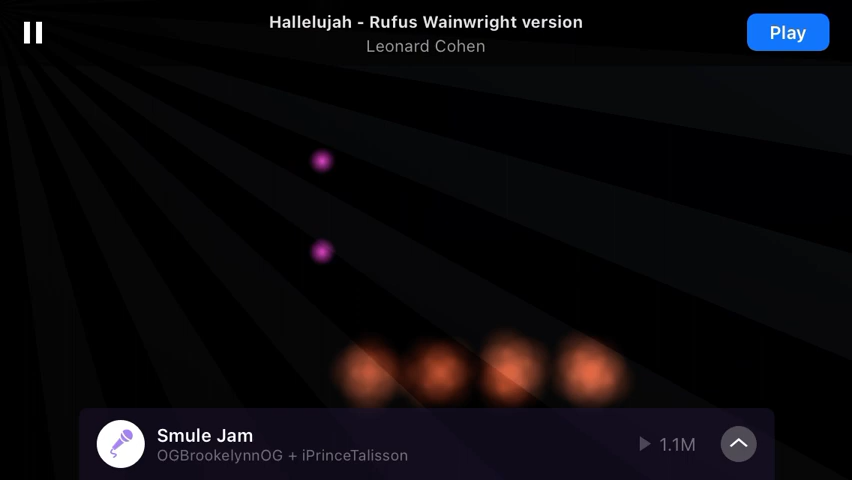 Hallelujah - Rufus Wainwright version
Leonard Cohen
Play
Smule Jam
OGBrookelynnOG + iPrinceTalisson
1.1M